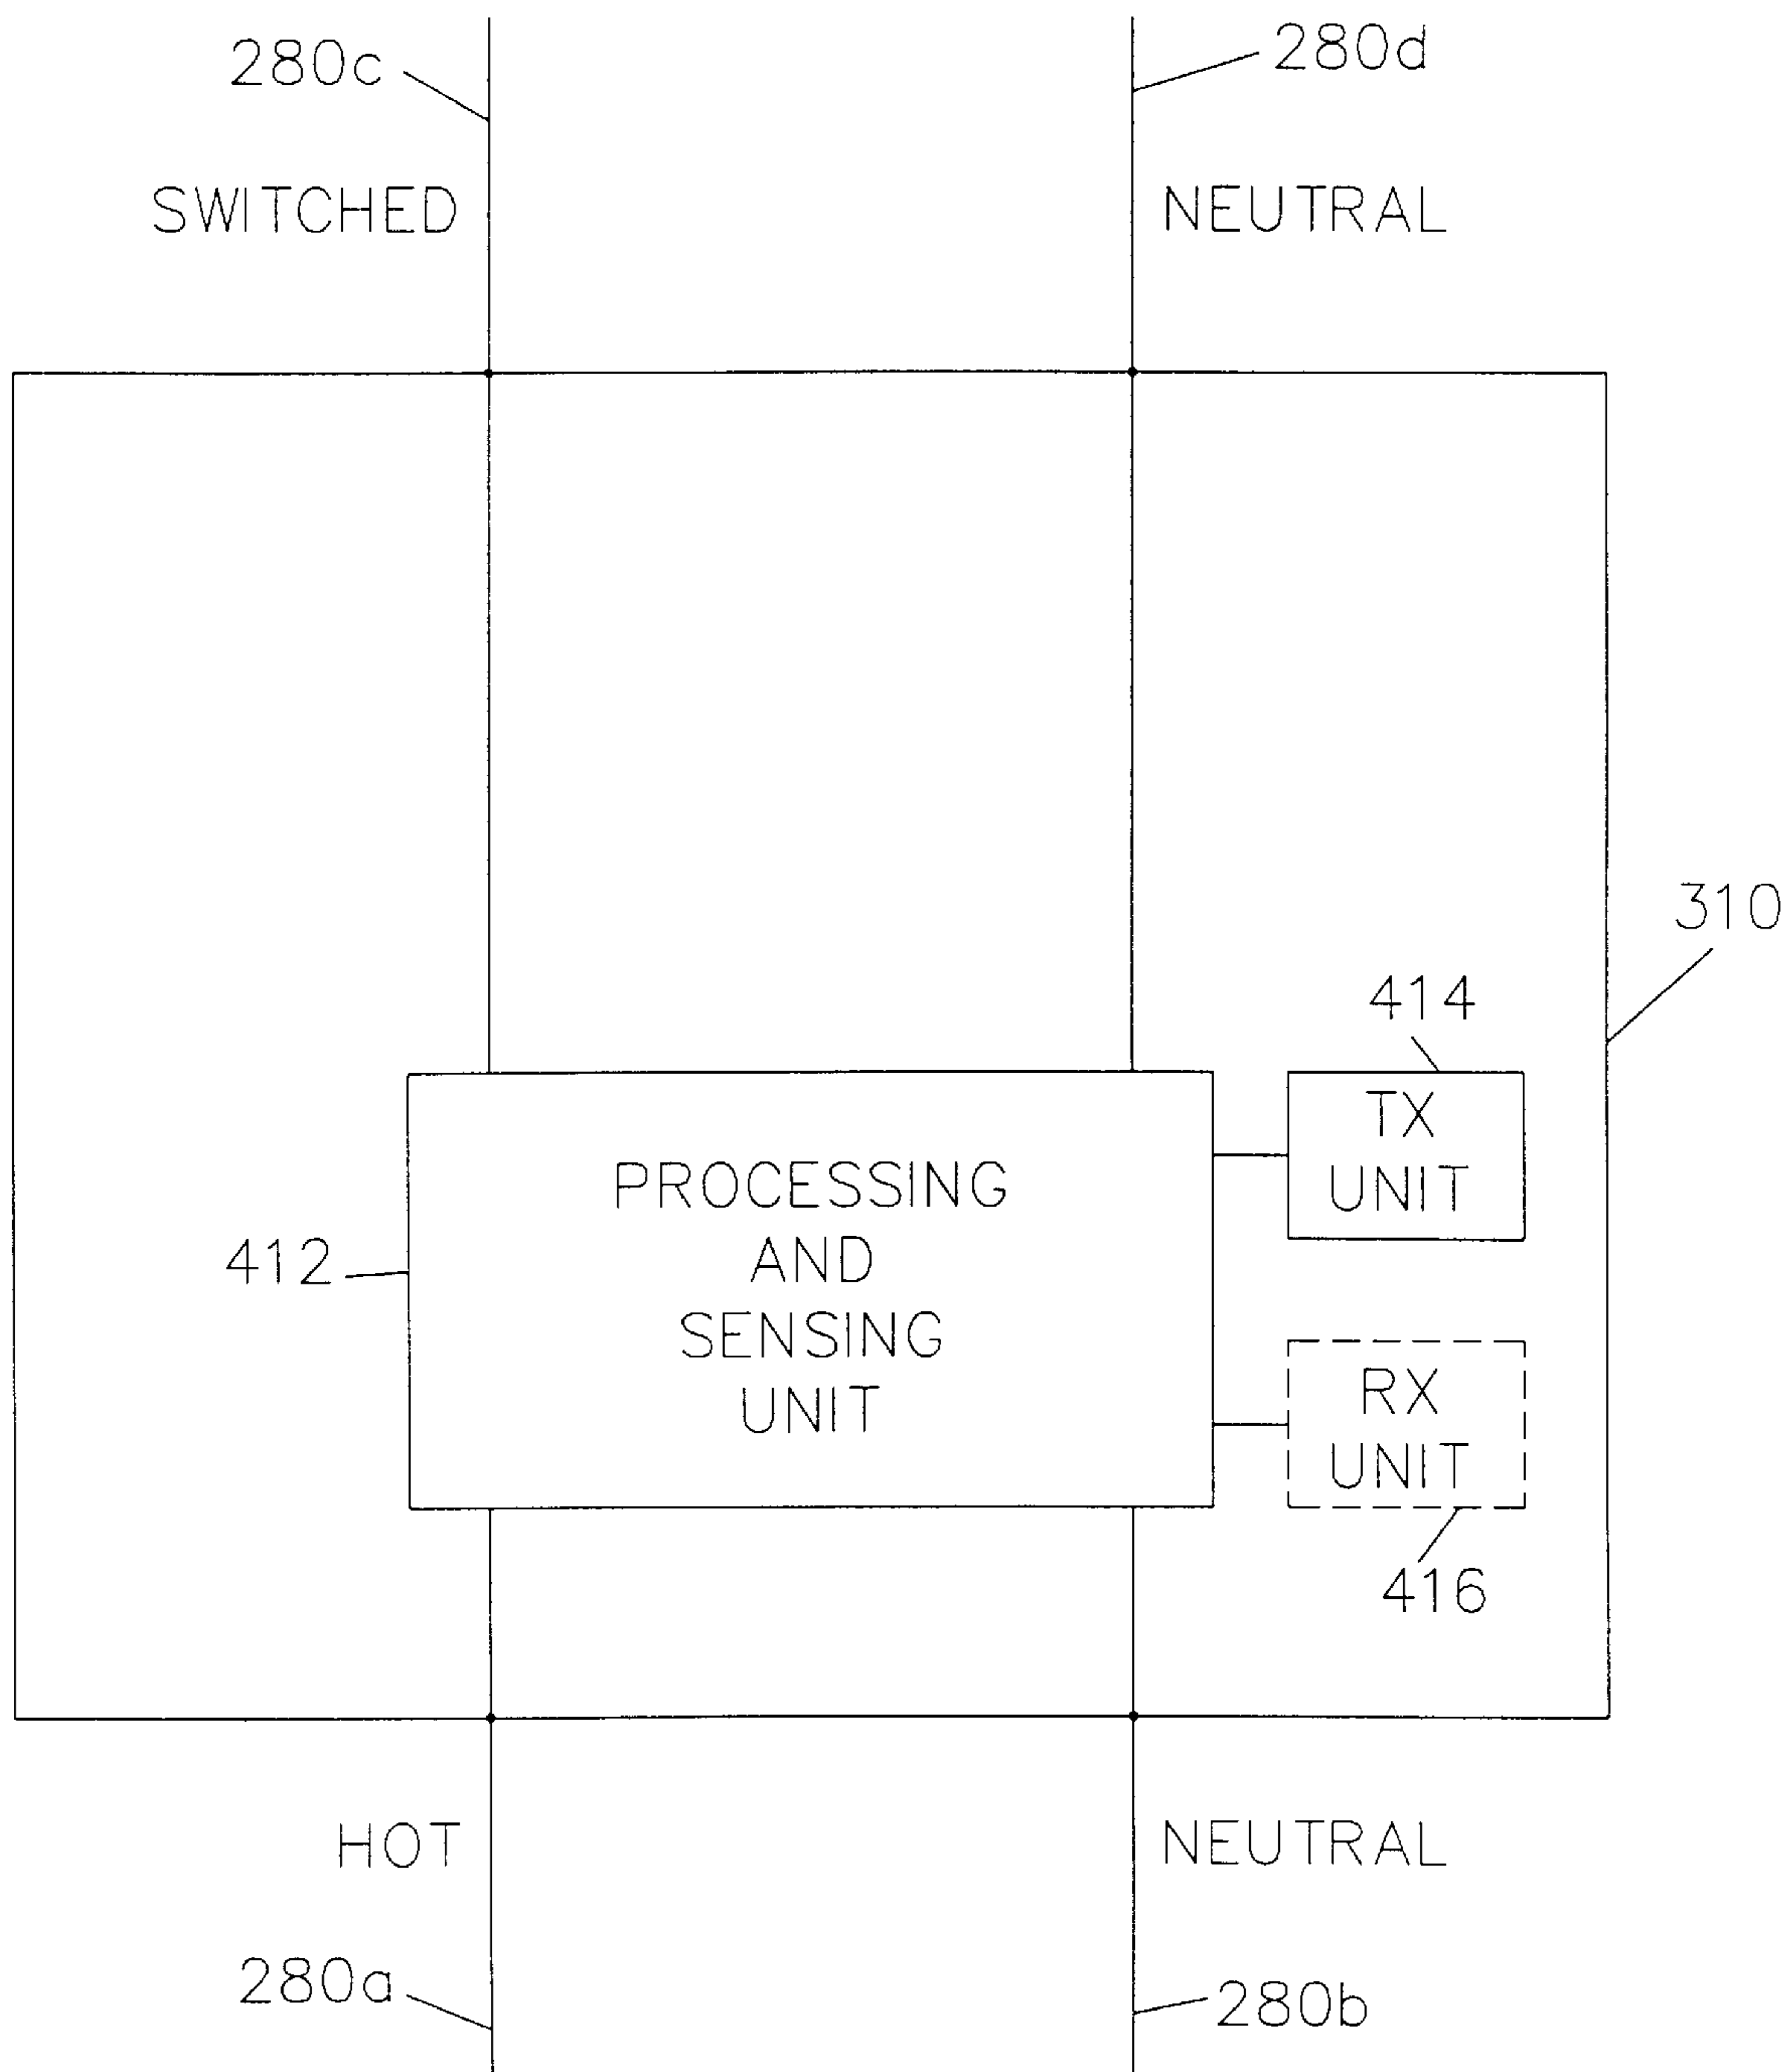 280c
280d
SWITCHED
NEUTRAL
310
414
TX
UNIT
PROCESSING
AND
SENSING
UNIT
412
RX
UNIT
416
HOT
NEUTRAL
280a
280b